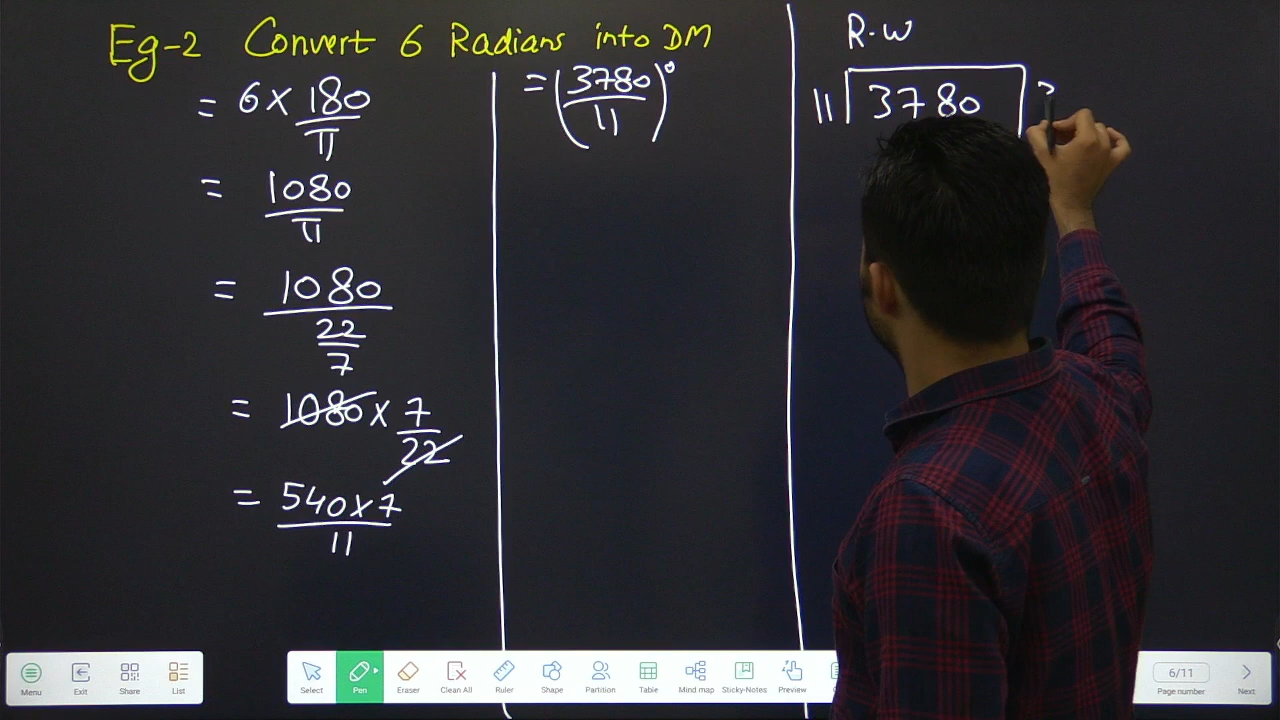 Eg-2 Convert 6 Radians into DM
= 6 × 180/π
= 1080/π
= 1080/(22/7)
= 1080 × 7/22
= 540×7/11
= (3780/11)°
R.W
11 3780 3
Menu Exit Share List Select Pen Eraser Clean All Ruler Shape Partition Table Mind map Sticky-Notes Preview 6/11 Page number Next